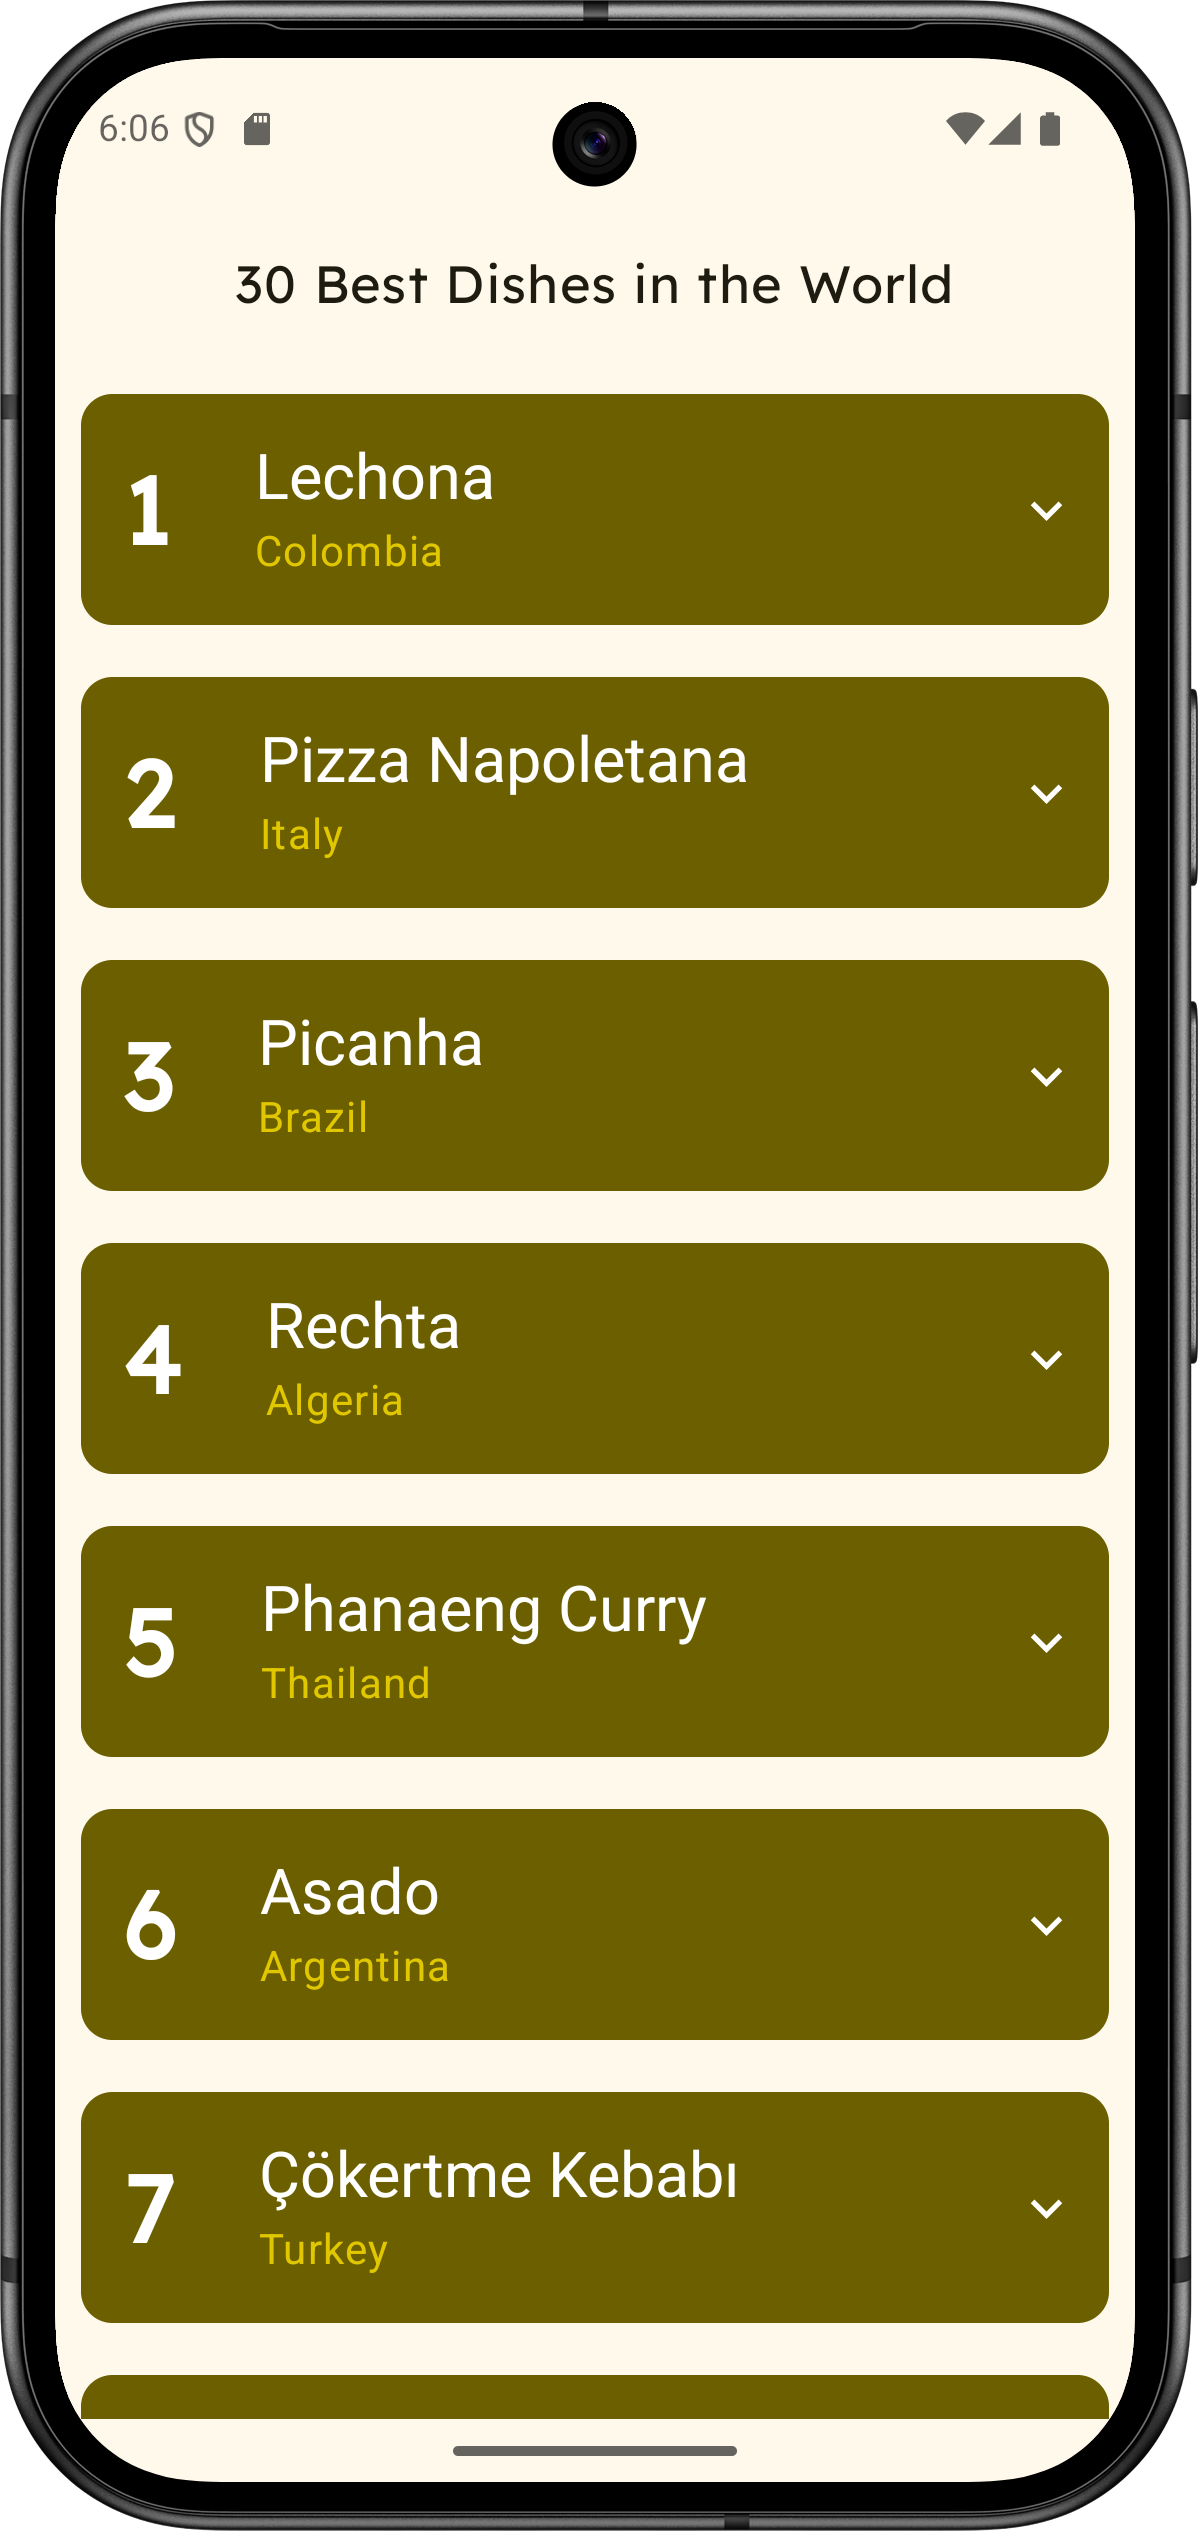 6:06
30 Best Dishes in the World
1
Lechona
Colombia
2
Pizza Napoletana
Italy
3
Picanha
Brazil
4
Rechta
Algeria
5
Phanaeng Curry
Thailand
6
Asado
Argentina
7
Çökertme Kebabı
Turkey